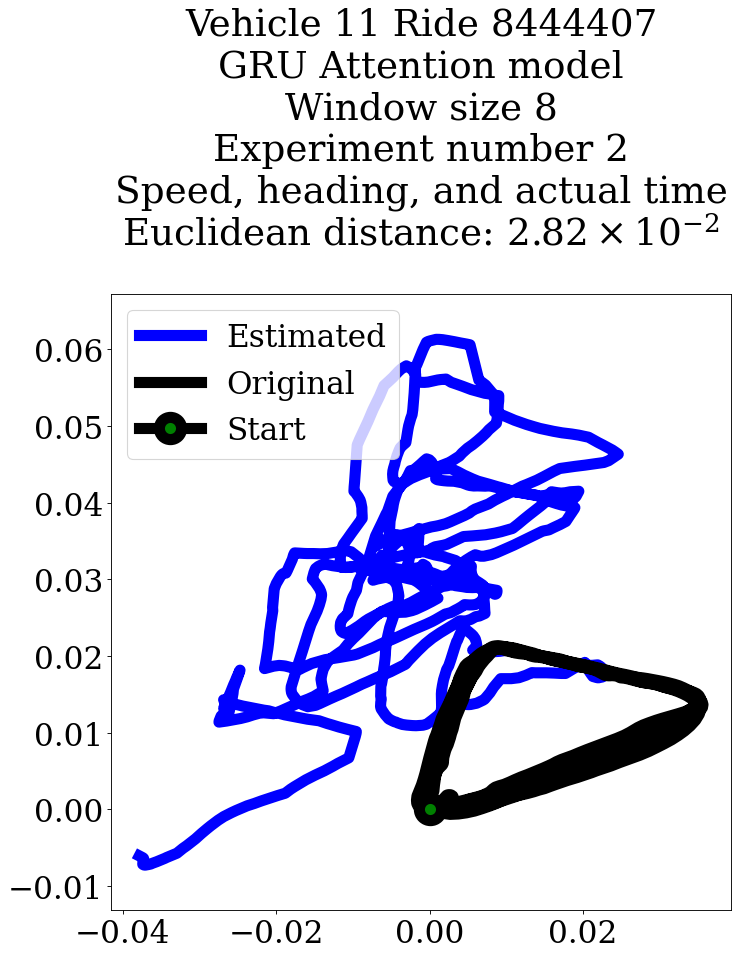 Vehicle 11 Ride 8444407
GRU Attention model
Window size 8
Experiment number 2
Speed, heading, and actual time
Euclidean distance: 2.82 × 10⁻²
Estimated
Original
Start
0.06
0.05
0.04
0.03
0.02
0.01
0.00
−0.01
−0.04
−0.02
0.00
0.02